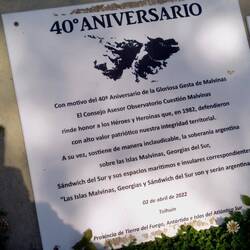 40° ANIVERSARIO
Con motivo del 40º Aniversario de la Gloriosa Gesta de Malvinas
El Consejo Asesor Observatorio Cuestión Malvinas
rinde honor a los Héroes y Heroínas que, en 1982, defendieron
con alto valor patriótico nuestra integridad territorial.
A su vez, sostiene de manera inclaudicable, la soberanía argentina
sobre las Islas Malvinas, Georgias del Sur,
Sándwich del Sur y sus espacios marítimos e insulares correspondientes
"Las Islas Malvinas, Georgias y Sándwich del Sur son y serán argentinas
02 de abril de 2022
Tolhuin
Provincia de Tierra del Fuego, Antártida e Islas del Atlántico Sur